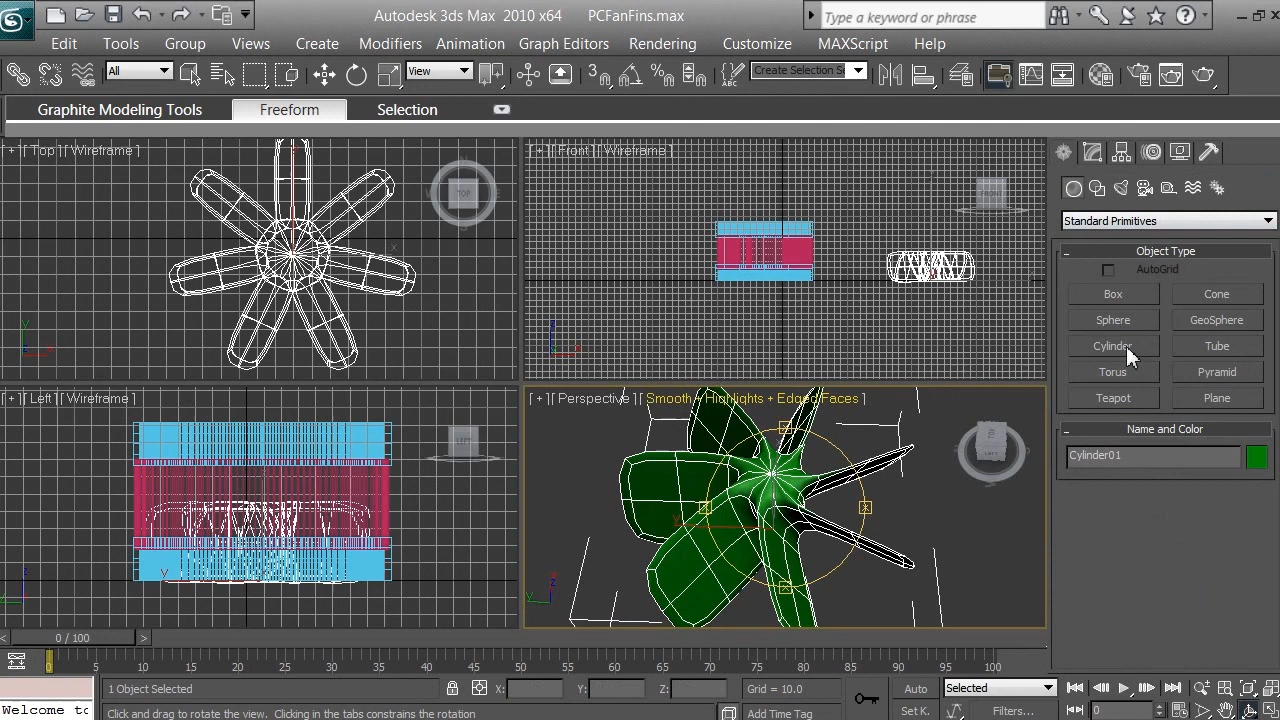 Autodesk 3ds Max 2010 x64 PCFanFins.max
Type a keyword or phrase
Edit Tools Group Views Create Modifiers Animation Graph Editors Rendering Customize MAXScript Help
All View Create Selection Se
Graphite Modeling Tools Freeform Selection
[ + ] [ Top ] [ Wireframe ]
[ + ] [ Front ] [ Wireframe ]
TOP
FRONT
Standard Primitives
- Object Type
AutoGrid
Box Cone
Sphere GeoSphere
Cylinder Tube
Torus Pyramid
Teapot Plane
- Name and Color
Cylinder01
[ + ] [ Left ] [ Wireframe ]
[ + ] [ Perspective ] [ Smooth + Highlights + Edged Faces ]
LEFT
< 0 / 100 >
0 5 10 15 20 25 30 35 40 45 50 55 60 65 70 75 80 85 90 95 100
1 Object Selected X: Y: Z: Grid = 10.0 Auto Selected
Welcome to Click and drag to rotate the view. Clicking in the tabs constrains the rotation Add Time Tag Set K. Filters... 0